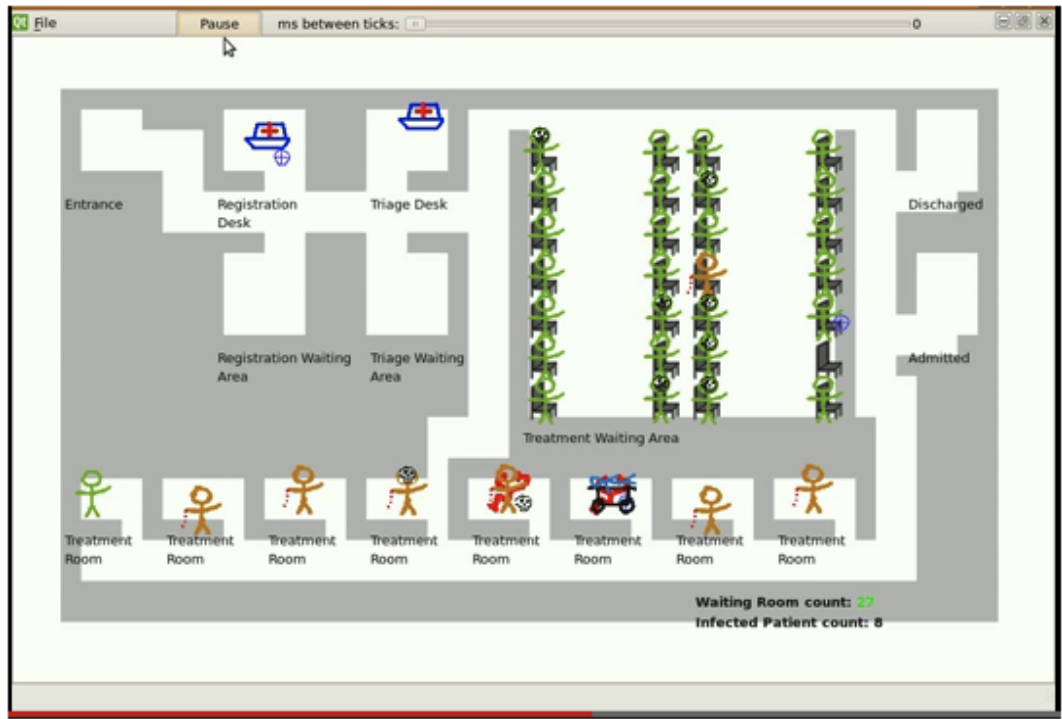 Qt File
Pause
ms between ticks:
0
Entrance
Registration
Desk
Triage Desk
Discharged
Registration Waiting
Area
Triage Waiting
Area
Admitted
Treatment Waiting Area
Treatment
Room
Treatment
Room
Treatment
Room
Treatment
Room
Treatment
Room
Treatment
Room
Treatment
Room
Treatment
Room
Waiting Room count: 27
Infected Patient count: 8